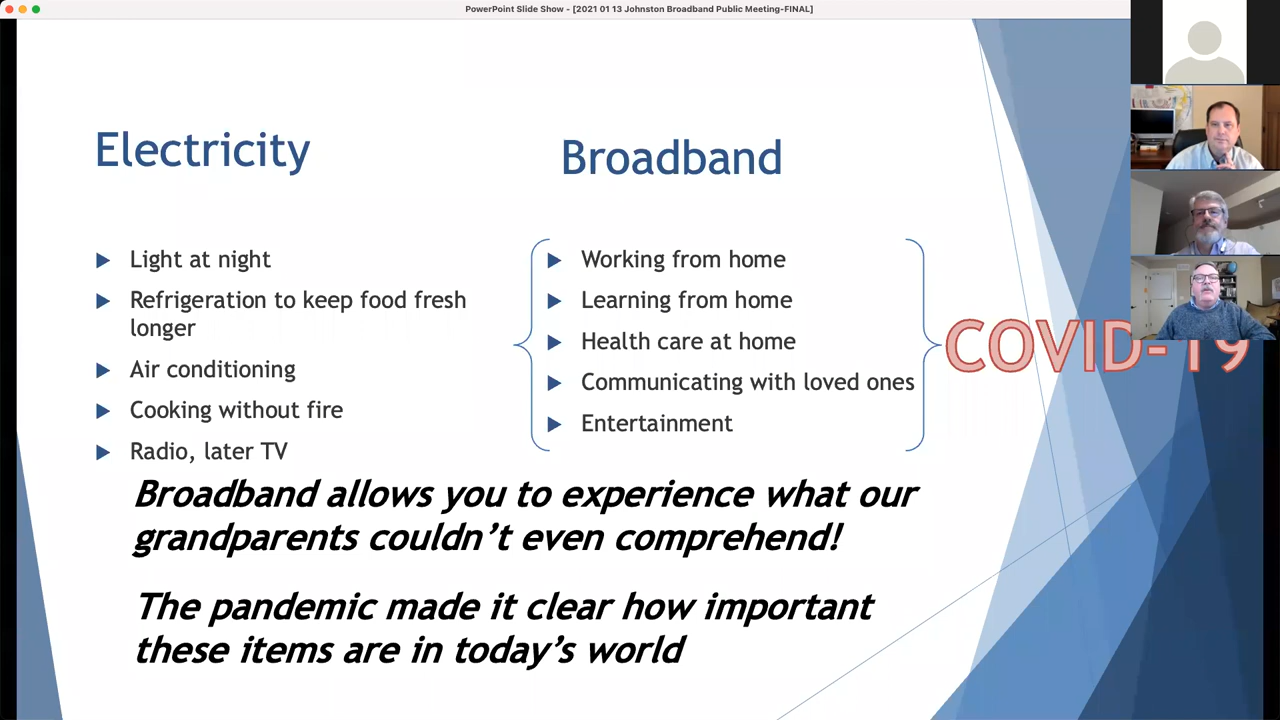 PowerPoint Slide Show - [2021 01 13 Johnston Broadband Public Meeting-FINAL]
Electricity
Light at night
Refrigeration to keep food fresh
longer
Air conditioning
Cooking without fire
Radio, later TV
Broadband
Working from home
Learning from home
Health care at home
Communicating with loved ones
Entertainment
COVID-19
Broadband allows you to experience what our
grandparents couldn’t even comprehend!
The pandemic made it clear how important
these items are in today’s world